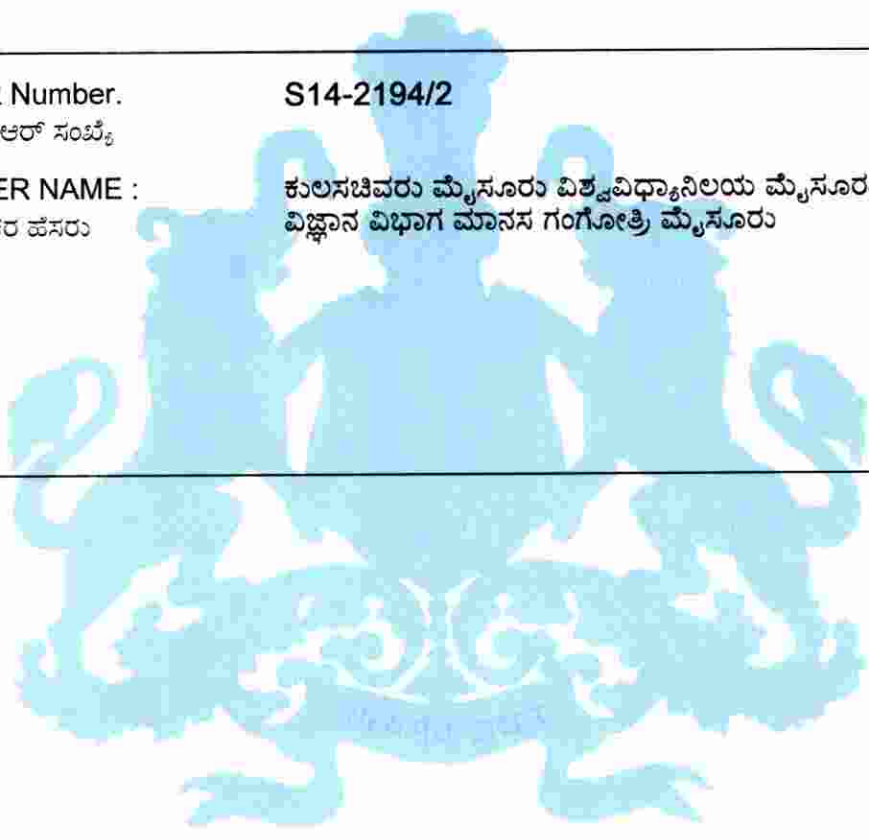 Number.
S14-2194/2
ಆರ್ ಸಂಖ್ಯೆ
ER NAME :
ಕುಲಸಚಿವರು ಮೈಸೂರು ವಿಶ್ವವಿಧ್ಯಾನಿಲಯ ಮೈಸೂರ
ರ ಹೆಸರು
ವಿಜ್ಞಾನ ವಿಭಾಗ ಮಾನಸ ಗಂಗೋತ್ರಿ ಮೈಸೂರು